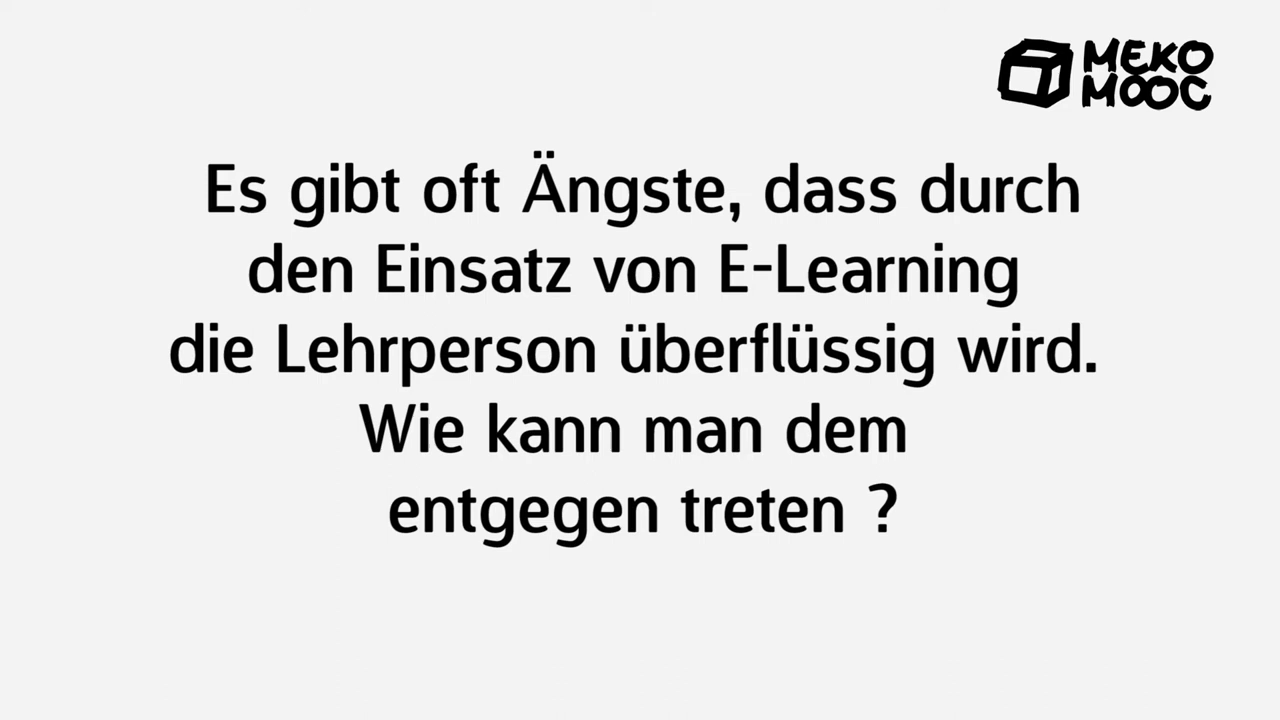 MEKO
MOOC
Es gibt oft Ängste, dass durch
den Einsatz von E-Learning
die Lehrperson überflüssig wird.
Wie kann man dem
entgegen treten ?